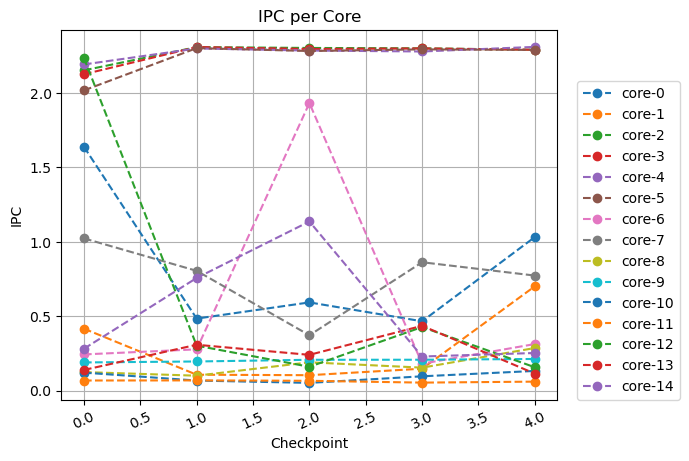 IPC per Core
IPC
2.0
1.5
1.0
0.5
0.0
0.0
0.5
1.0
1.5
2.0
2.5
3.0
3.5
4.0
Checkpoint
core-0
core-1
core-2
core-3
core-4
core-5
core-6
core-7
core-8
core-9
core-10
core-11
core-12
core-13
core-14